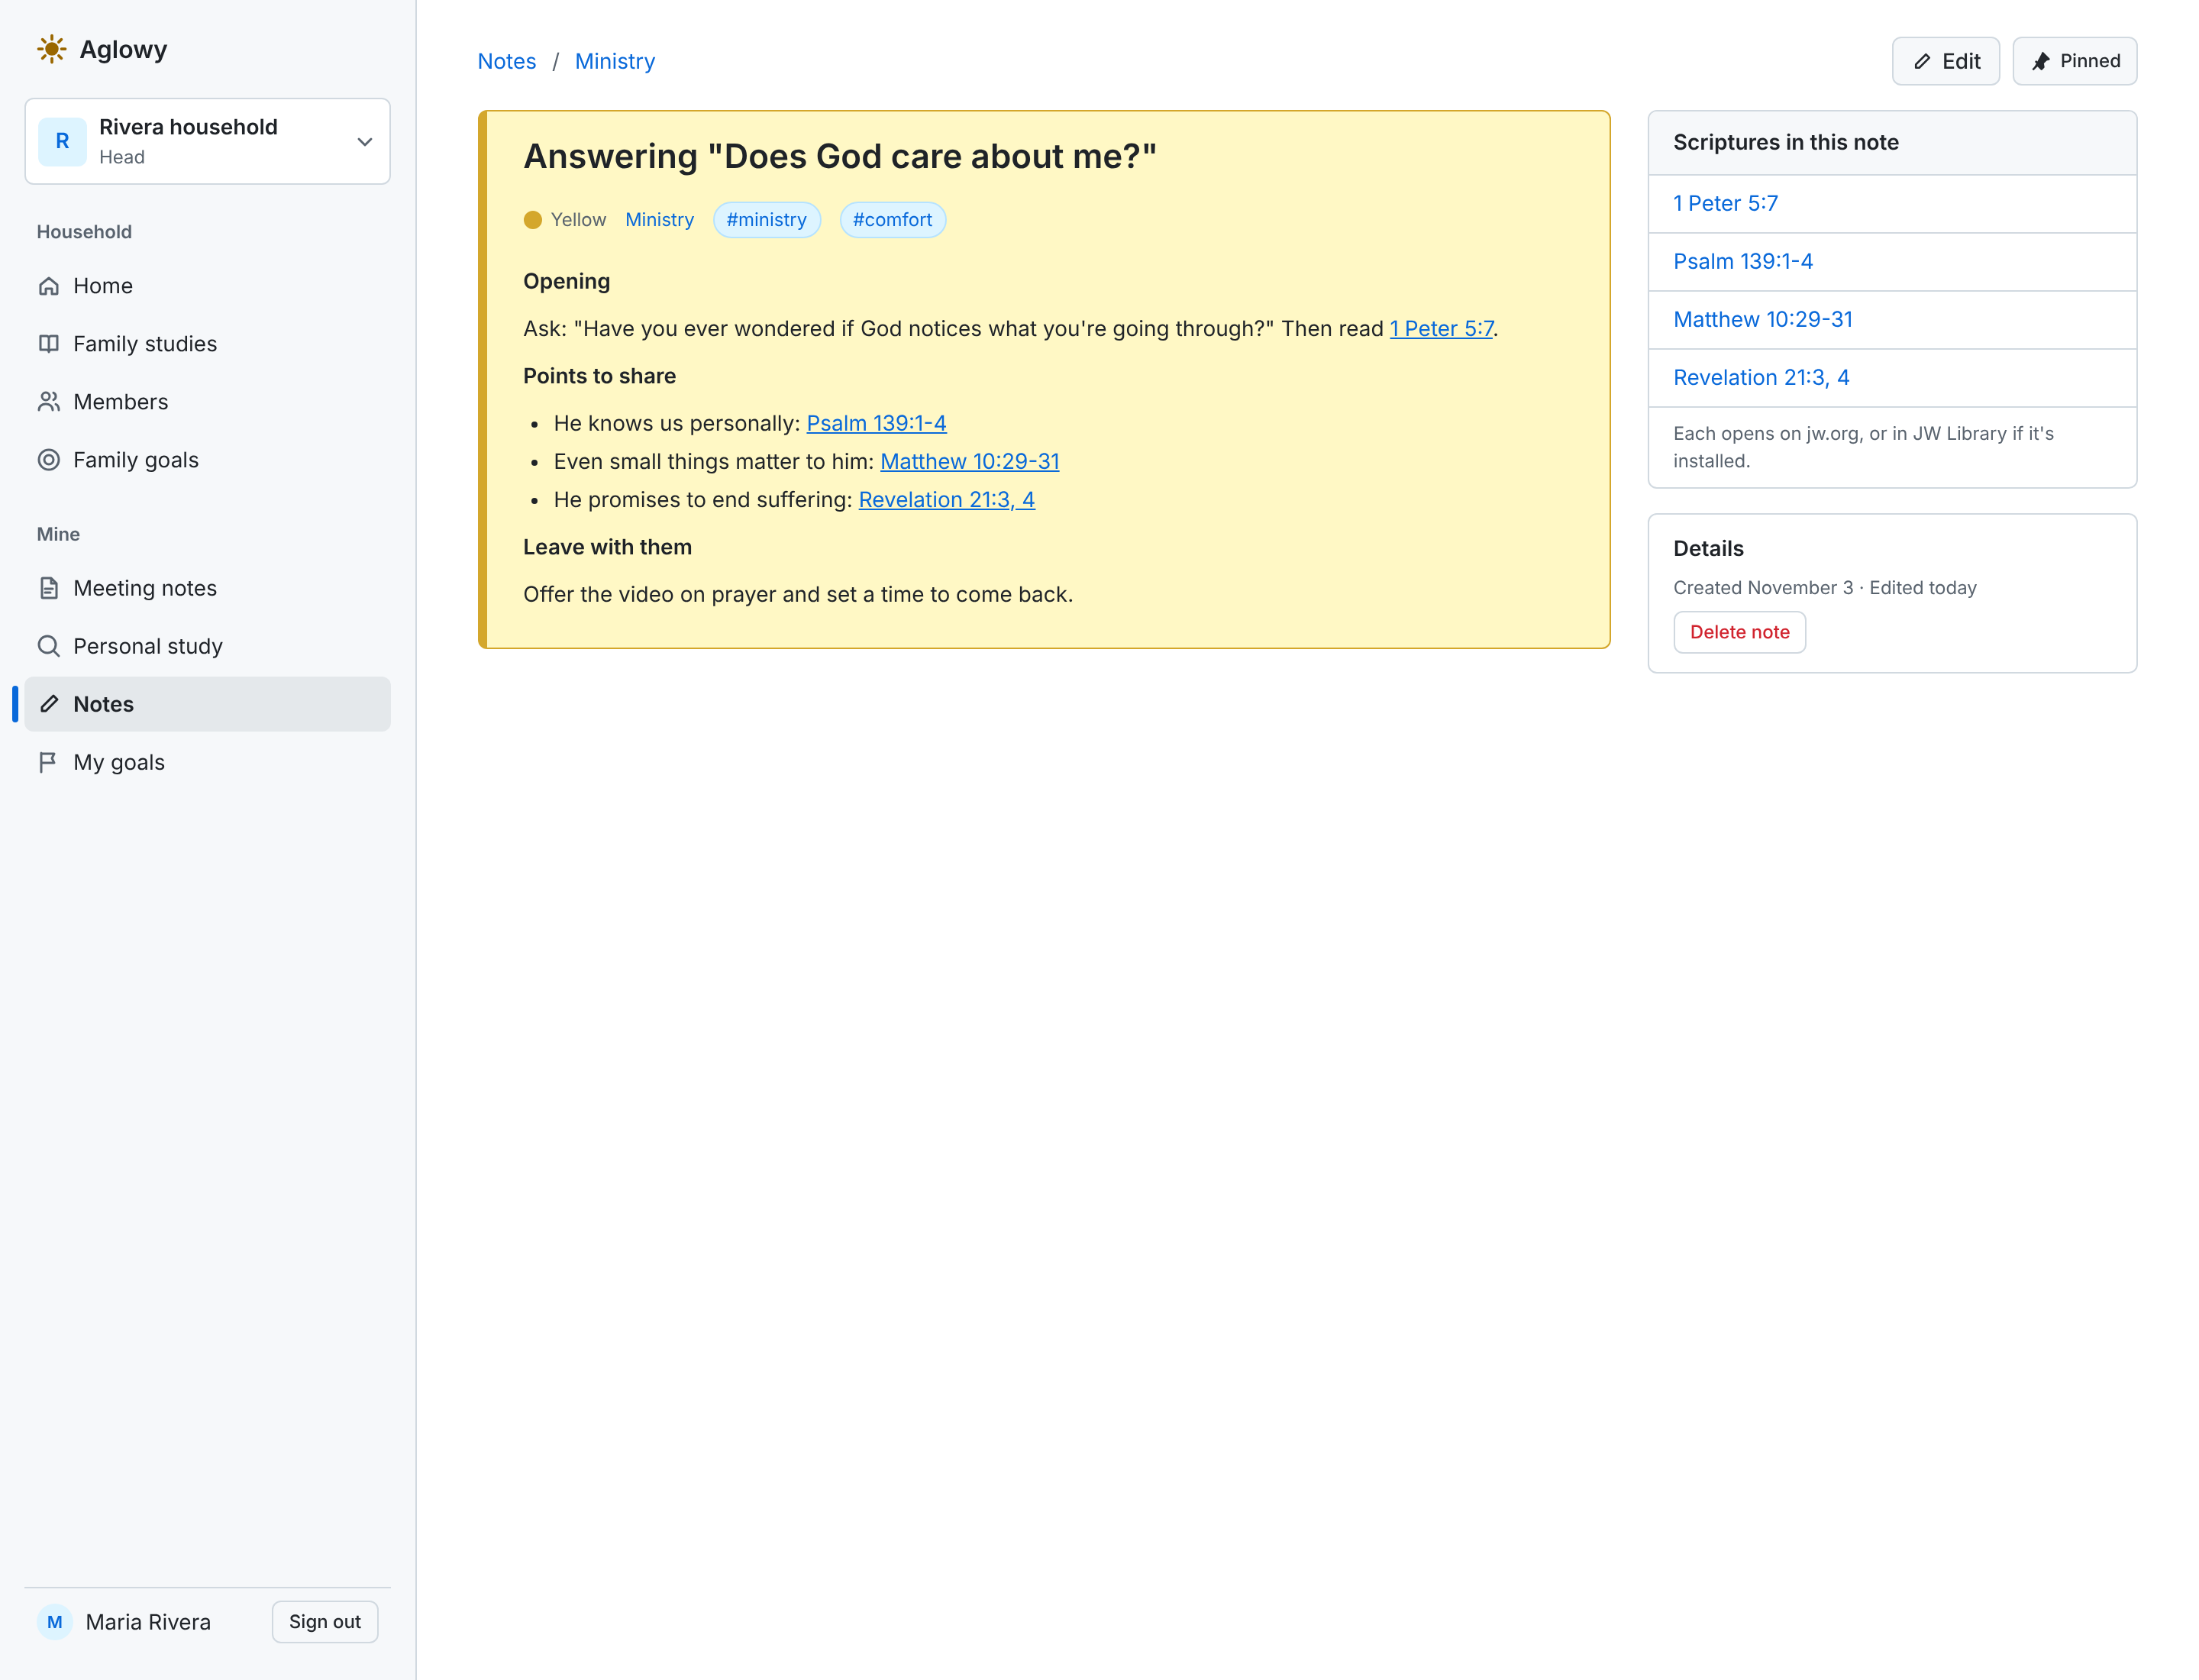 Aglowy
R
Rivera household
Head
Household
Home
Family studies
Members
Family goals
Mine
Meeting notes
Personal study
Notes
My goals
M
Maria Rivera
Sign out
Notes / Ministry
Edit
Pinned
Answering "Does God care about me?"
Yellow Ministry #ministry #comfort
Opening
Ask: "Have you ever wondered if God notices what you're going through?" Then read 1 Peter 5:7.
Points to share
• He knows us personally: Psalm 139:1-4
• Even small things matter to him: Matthew 10:29-31
• He promises to end suffering: Revelation 21:3, 4
Leave with them
Offer the video on prayer and set a time to come back.
Scriptures in this note
1 Peter 5:7
Psalm 139:1-4
Matthew 10:29-31
Revelation 21:3, 4
Each opens on jw.org, or in JW Library if it's
installed.
Details
Created November 3 · Edited today
Delete note